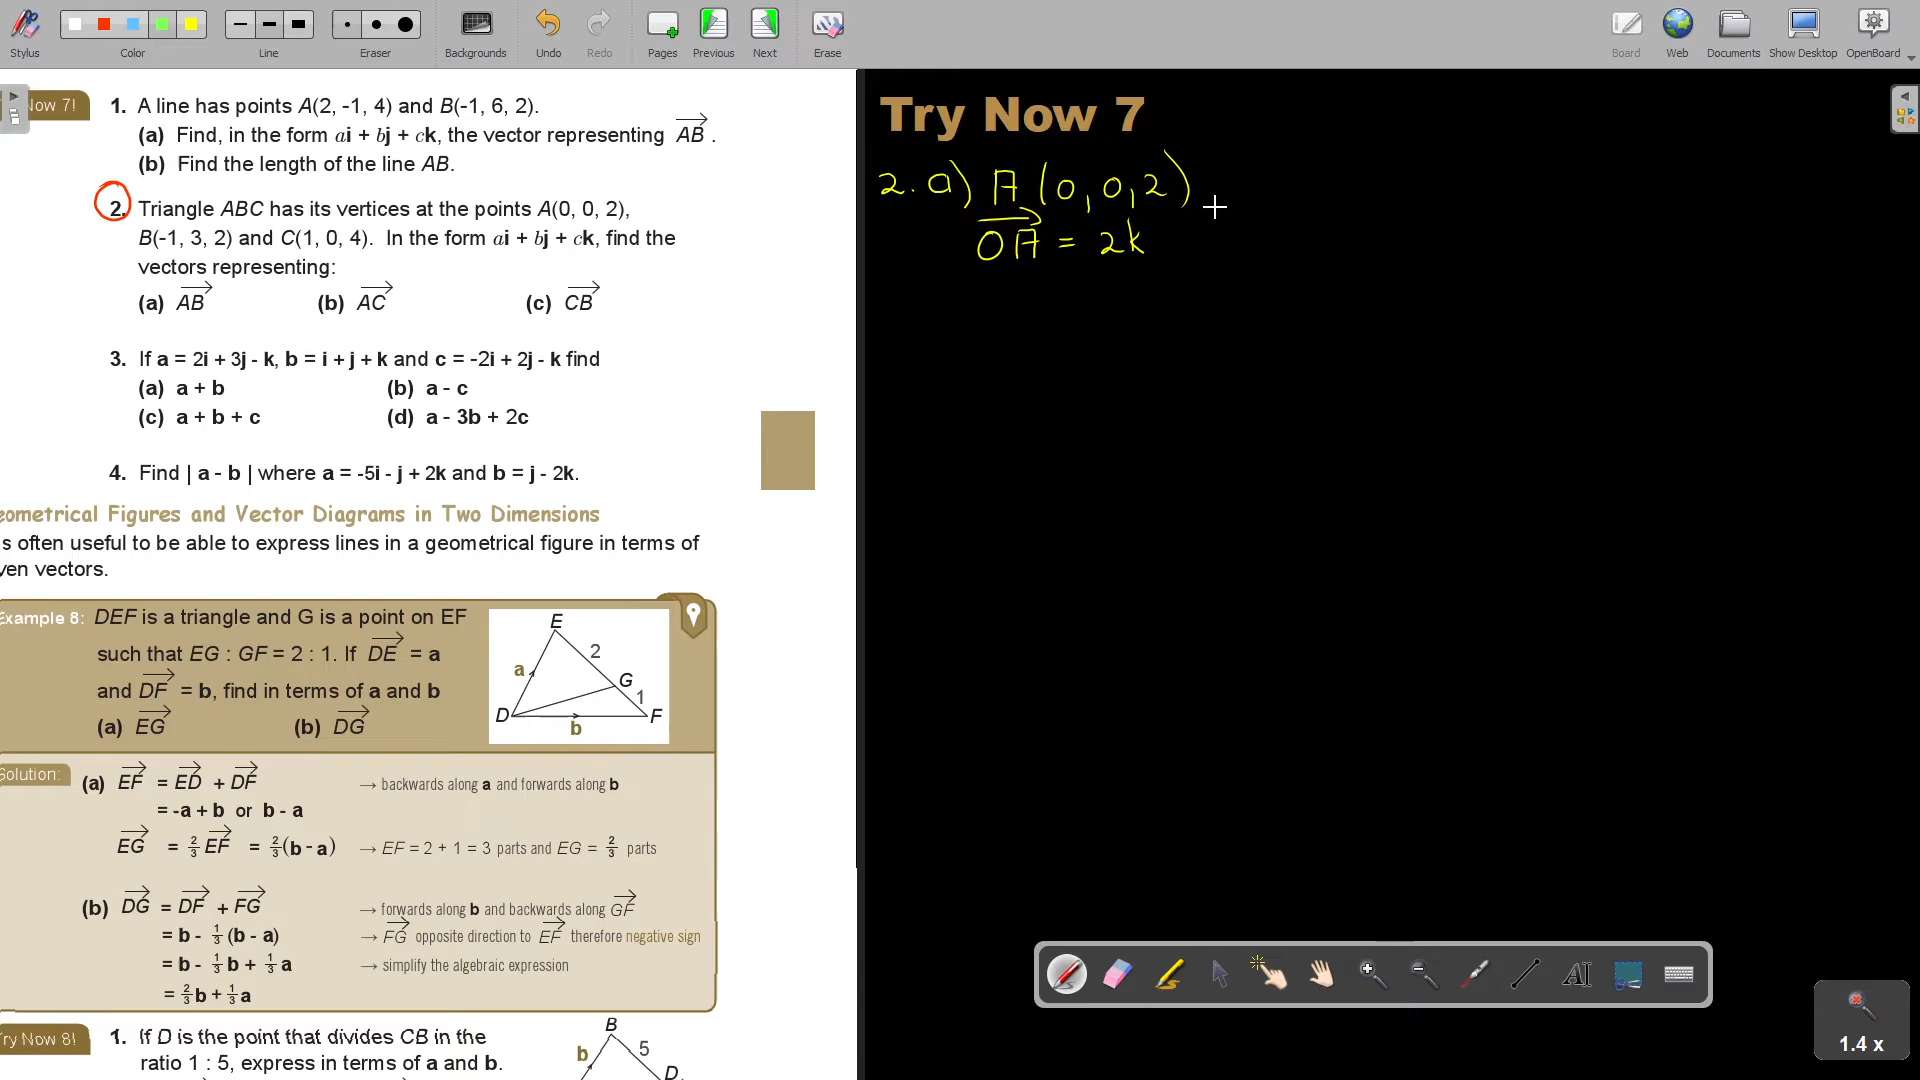 Stylus Color Line Eraser Backgrounds Undo Redo Pages Previous Next Erase Board Web Documents Show Desktop OpenBoard
Now 7!
1. A line has points A(2, -1, 4) and B(-1, 6, 2).
(a) Find, in the form ai + bj + ck, the vector representing AB⃗ .
(b) Find the length of the line AB.
2. Triangle ABC has its vertices at the points A(0, 0, 2),
B(-1, 3, 2) and C(1, 0, 4). In the form ai + bj + ck, find the
vectors representing:
(a) AB⃗ (b) AC⃗ (c) CB⃗
3. If a = 2i + 3j - k, b = i + j + k and c = -2i + 2j - k find
(a) a + b (b) a - c
(c) a + b + c (d) a - 3b + 2c
4. Find | a - b | where a = -5i - j + 2k and b = j - 2k.
eometrical Figures and Vector Diagrams in Two Dimensions
s often useful to be able to express lines in a geometrical figure in terms of
ven vectors.
Example 8: DEF is a triangle and G is a point on EF
such that EG : GF = 2 : 1. If DE⃗ = a
and DF⃗ = b, find in terms of a and b
(a) EG⃗ (b) DG⃗
E
2
a
G
1
D
F
b
Solution:
(a) EF⃗ = ED⃗ + DF⃗ → backwards along a and forwards along b
= -a + b or b - a
EG⃗ = 2/3 EF⃗ = 2/3(b - a) → EF = 2 + 1 = 3 parts and EG = 2/3 parts
(b) DG⃗ = DF⃗ + FG⃗ → forwards along b and backwards along GF⃗
= b - 1/3 (b - a) → FG⃗ opposite direction to EF⃗ therefore negative sign
= b - 1/3 b + 1/3 a → simplify the algebraic expression
= 2/3 b + 1/3 a
Try Now 8!
1. If D is the point that divides CB in the
ratio 1 : 5, express in terms of a and b.
B
b
5
D
Try Now 7
2. a) A (0, 0, 2)
OA⃗ = 2k
AI
1.4 x